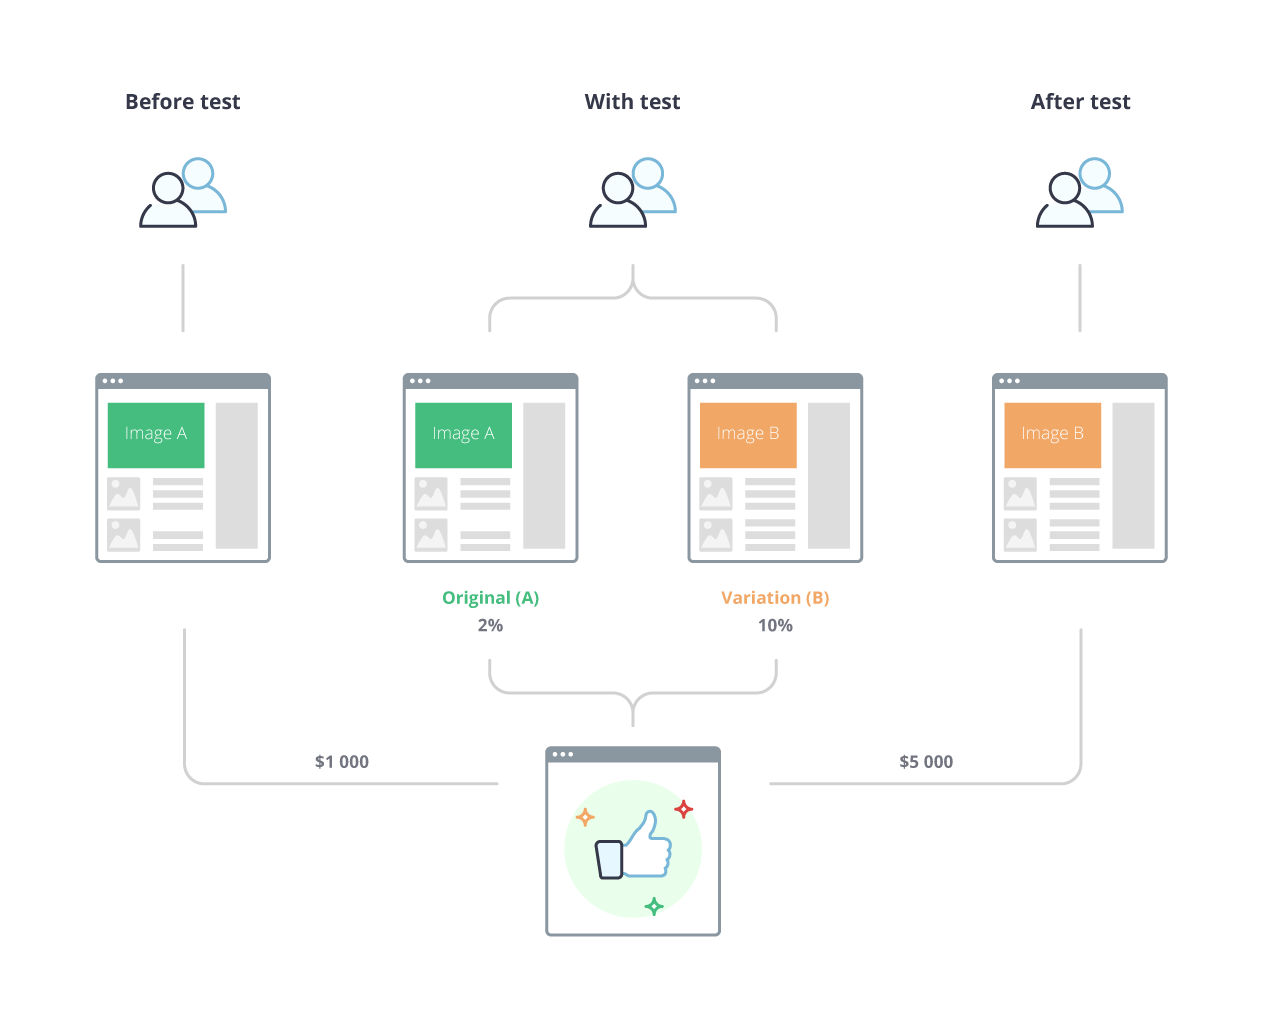 Before test
With test
After test
Image A
Image A
Image B
Image B
Original (A)
2%
Variation (B)
10%
$1 000
$5 000